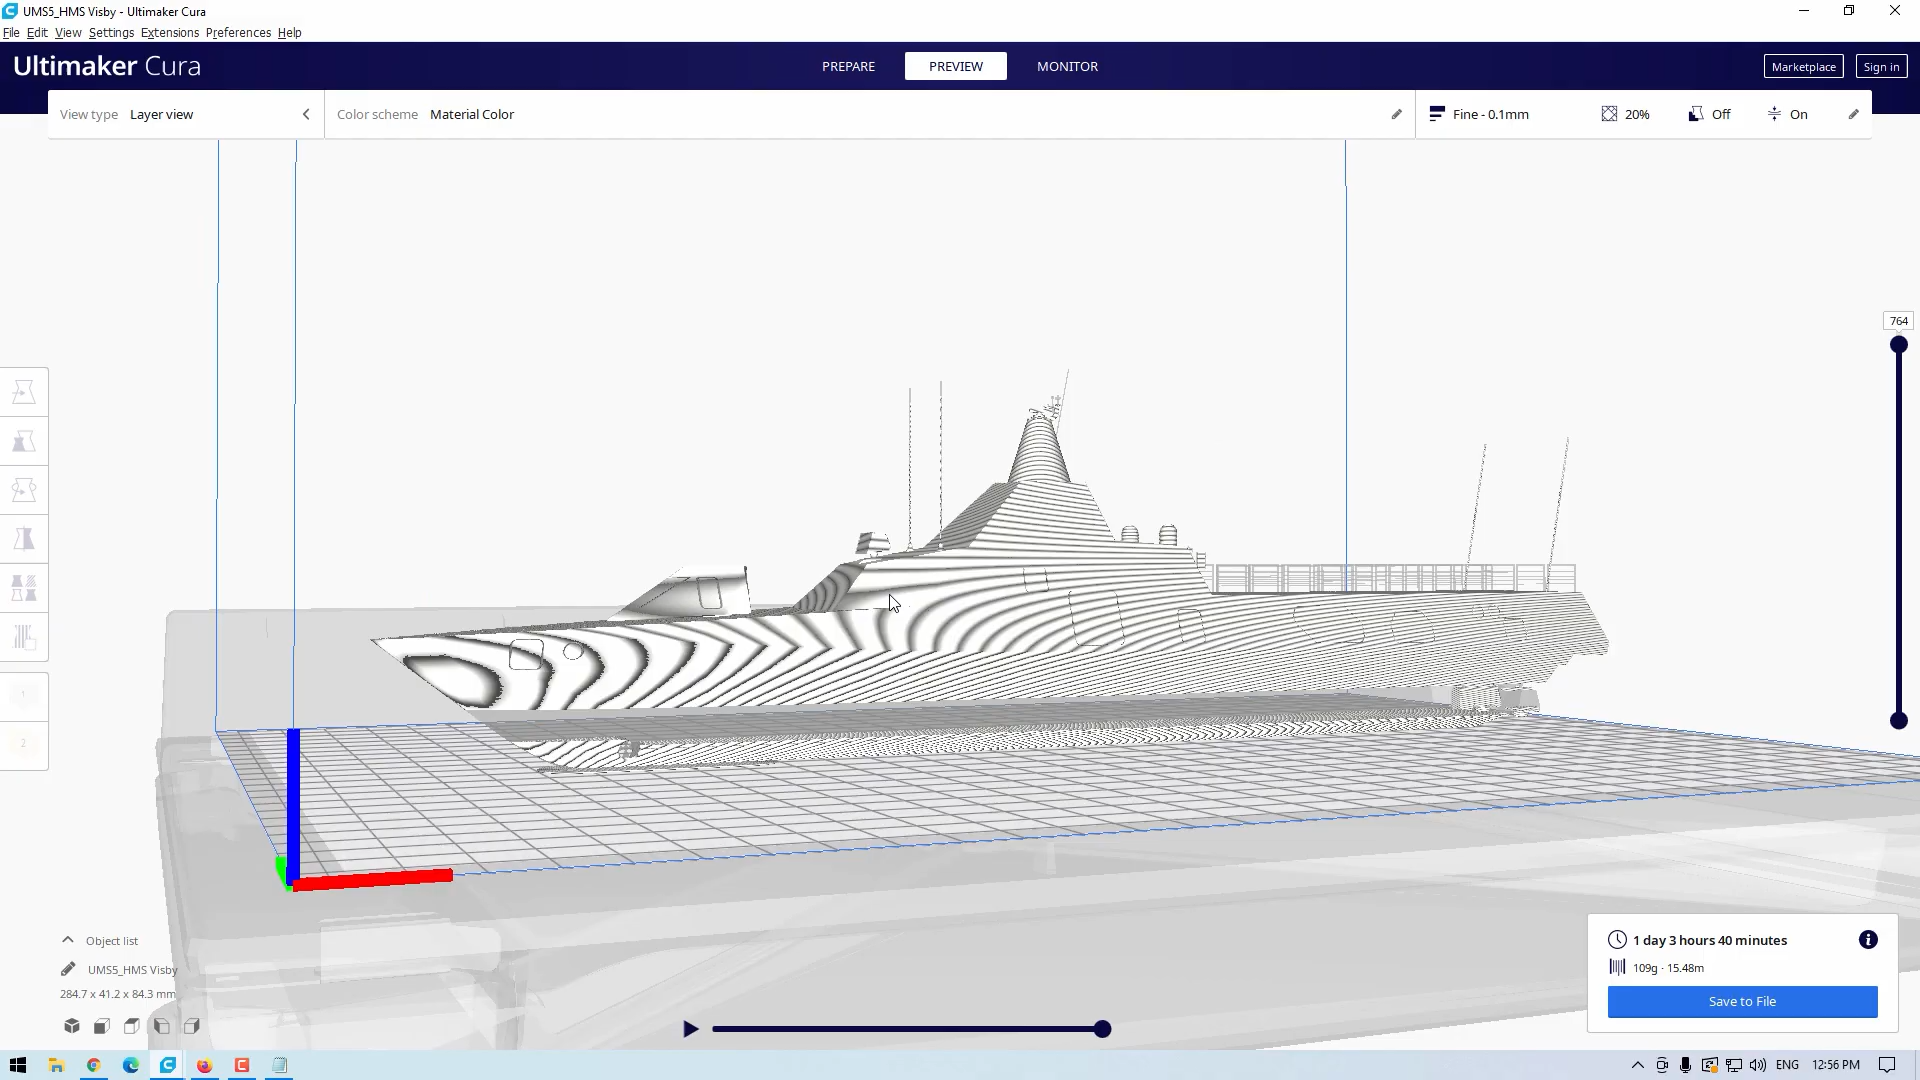 UMS5_HMS Visby - Ultimaker Cura
File Edit View Settings Extensions Preferences Help
Ultimaker Cura
PREPARE
PREVIEW
MONITOR
Marketplace
Sign in
View type Layer view
Color scheme Material Color
Fine - 0.1mm
20%
Off
On
764
1
2
Object list
UMS5_HMS Visby
284.7 x 41.2 x 84.3 mm
1 day 3 hours 40 minutes
109g · 15.48m
Save to File
ENG 12:56 PM